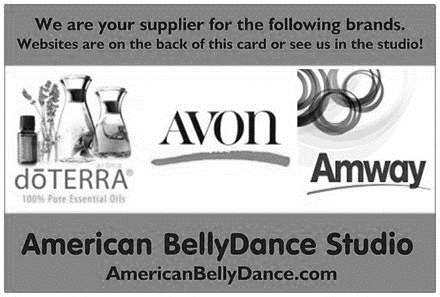 We are your supplier for the following brands.
Websites are on the back of this card or see us in the studio!
dōTERRA®
100% Pure Essential Oils
AVON
Amway
American BellyDance Studio
AmericanBellyDance.com